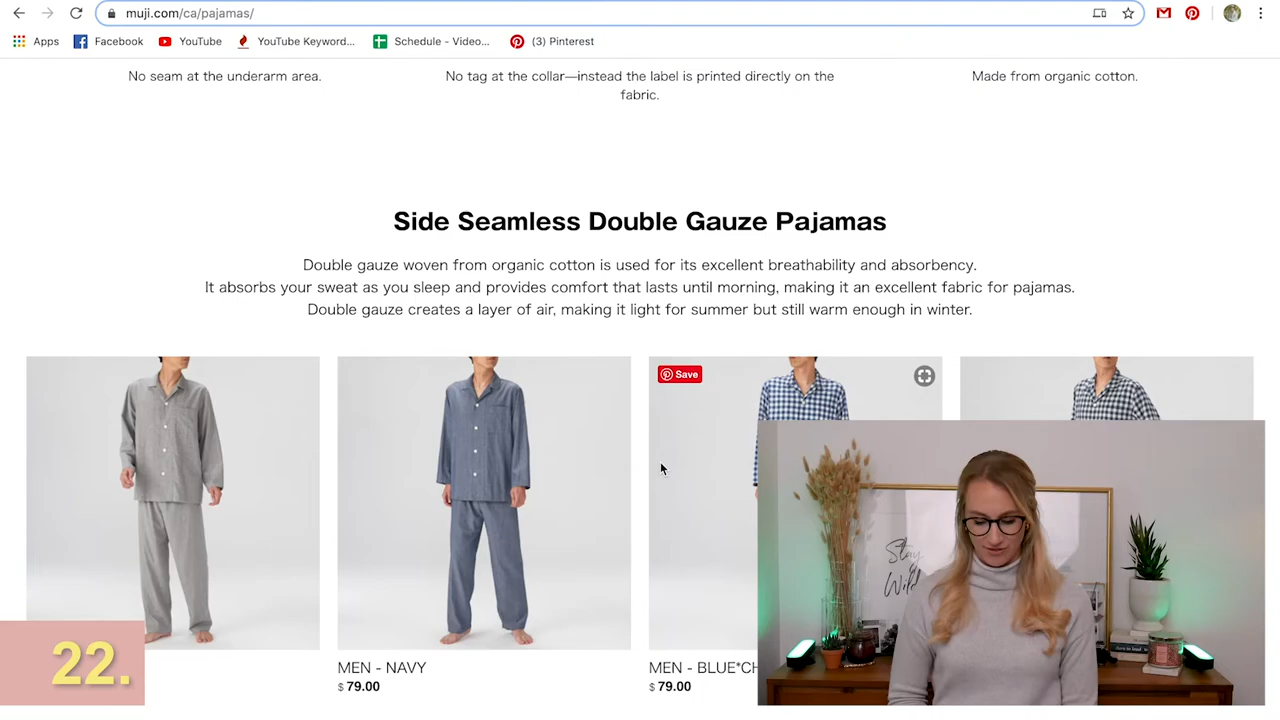 muji.com/ca/pajamas/
Apps
Facebook
YouTube
YouTube Keyword...
Schedule - Video...
(3) Pinterest
No seam at the underarm area.
No tag at the collar—instead the label is printed directly on the
fabric.
Made from organic cotton.
Side Seamless Double Gauze Pajamas
Double gauze woven from organic cotton is used for its excellent breathability and absorbency.
It absorbs your sweat as you sleep and provides comfort that lasts until morning, making it an excellent fabric for pajamas.
Double gauze creates a layer of air, making it light for summer but still warm enough in winter.
Save
Stay
Wild
22.
MEN - NAVY
$ 79.00
MEN - BLUE*CH
$ 79.00